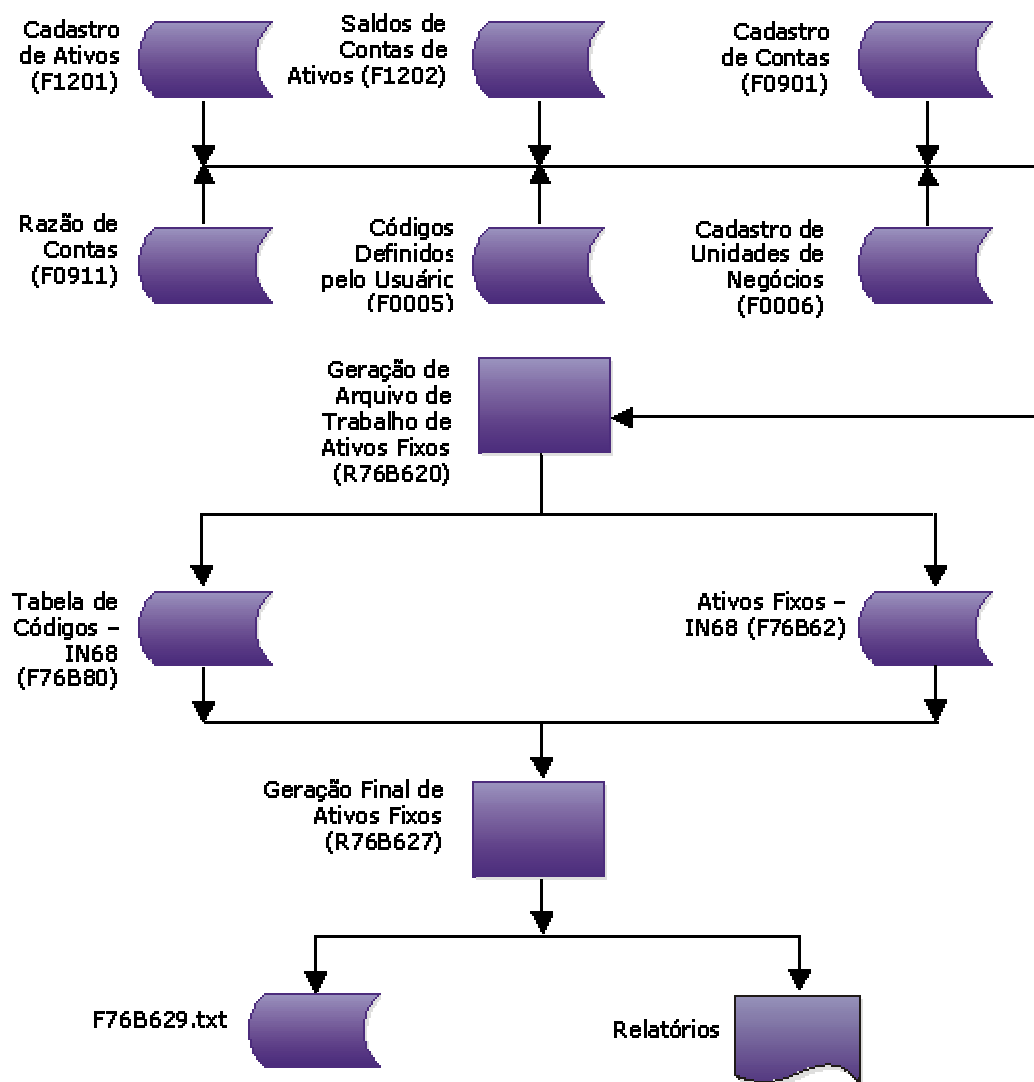 Cadastro
de Ativos
(F1201)
Saldos de
Contas de
Ativos (F1202)
Cadastro
de Contas
(F0901)
Razão de
Contas
(F0911)
Códigos
Definidos
pelo Usuáric
(F0005)
Cadastro de
Unidades de
Negócios
(F0006)
Geração de
Arquivo de
Trabalho de
Ativos Fixos
(R76B620)
Tabela de
Códigos –
IN68
(F76B80)
Ativos Fixos –
IN68 (F76B62)
Geração Final de
Ativos Fixos
(R76B627)
F76B629.txt
Relatórios